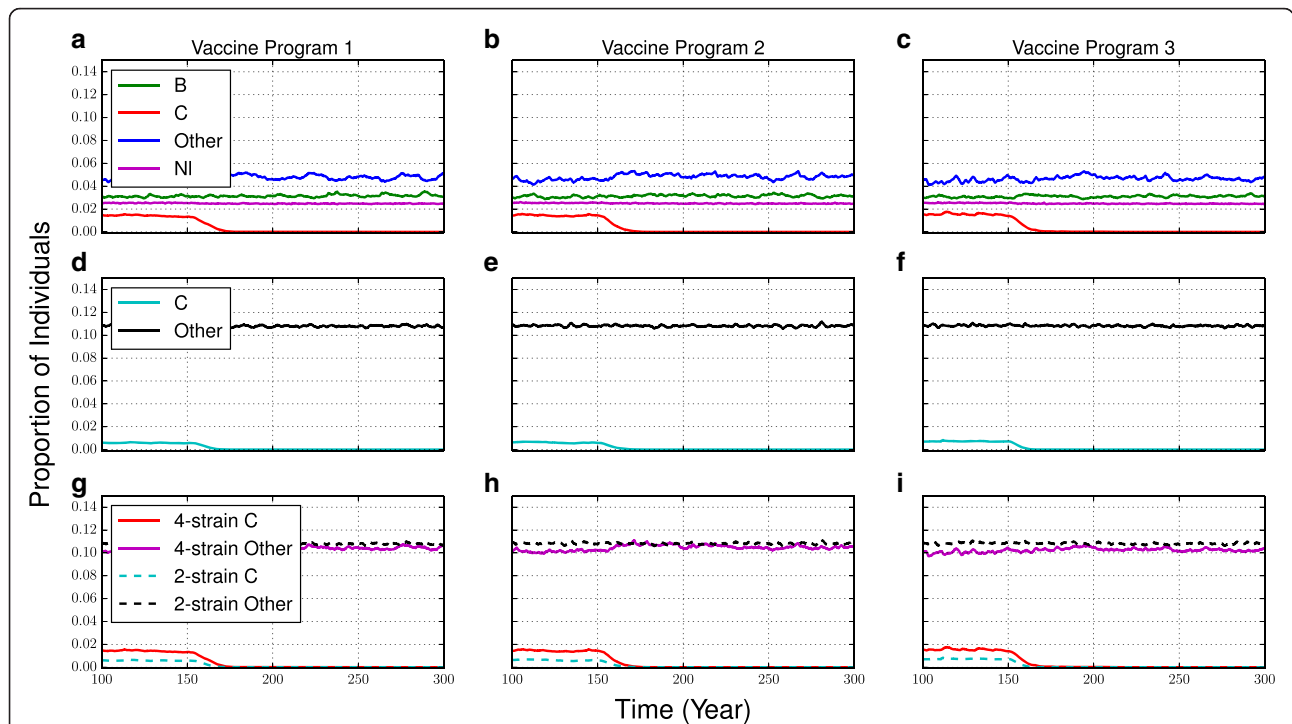 a Vaccine Program 1
b Vaccine Program 2
c Vaccine Program 3
0.14
0.12
0.10
0.08
0.06
0.04
0.02
0.00
B
C
Other
NI
d
e
f
0.14
0.12
0.10
0.08
0.06
0.04
0.02
0.00
C
Other
Proportion of Individuals
g
h
i
0.14
0.12
0.10
0.08
0.06
0.04
0.02
0.00
4-strain C
4-strain Other
2-strain C
2-strain Other
100 150 200 250 300
100 150 200 250 300
100 150 200 250 300
Time (Year)